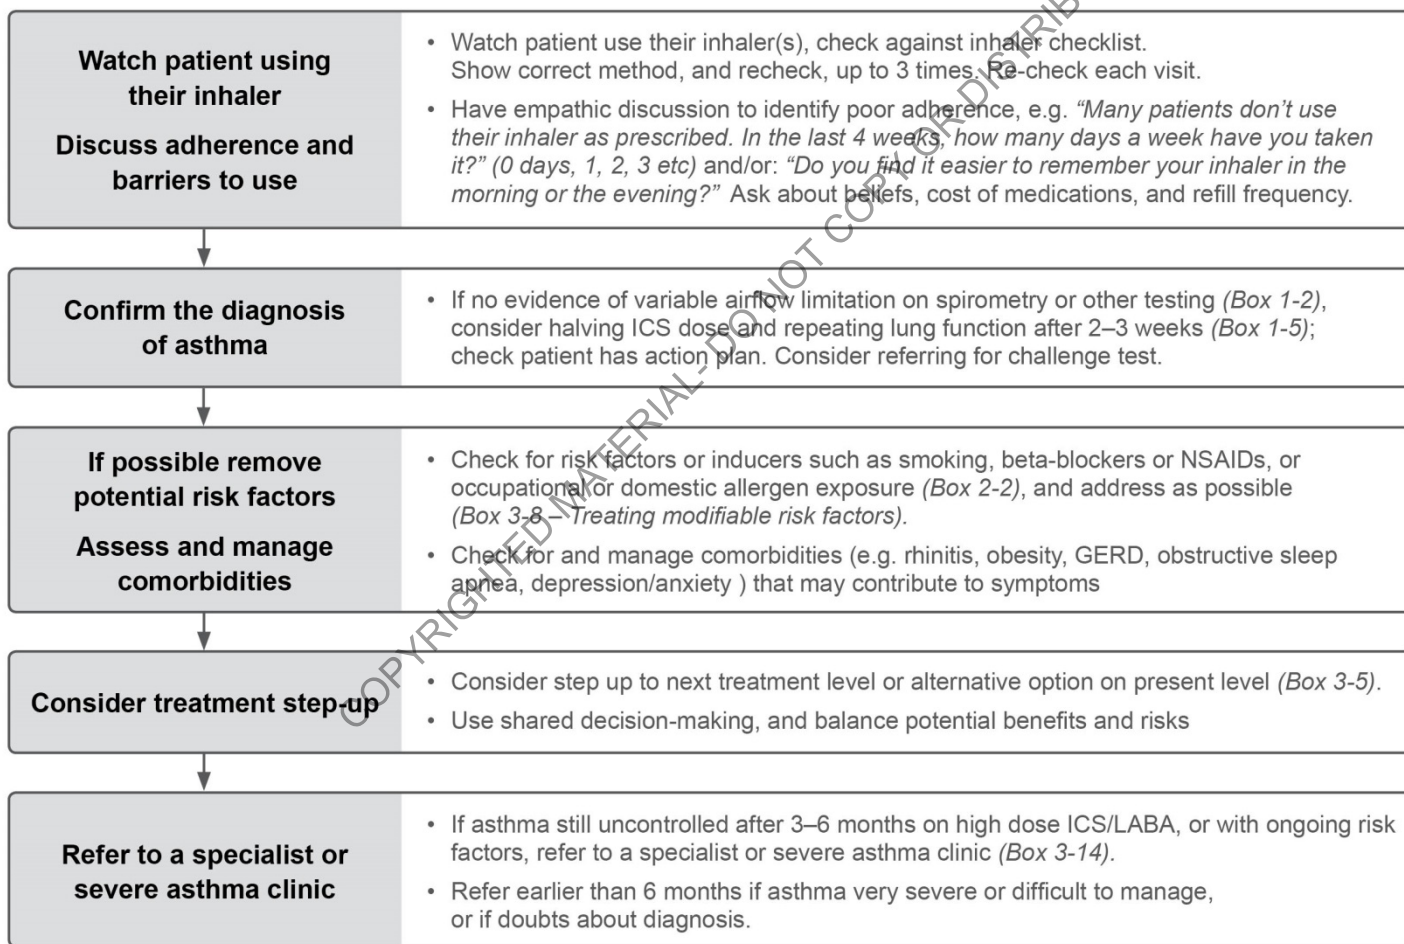 Watch patient using
their inhaler
Discuss adherence and
barriers to use
• Watch patient use their inhaler(s), check against inhaler checklist.
Show correct method, and recheck, up to 3 times. Re-check each visit.
• Have empathic discussion to identify poor adherence, e.g. “Many patients don’t use
their inhaler as prescribed. In the last 4 weeks, how many days a week have you taken
it?” (0 days, 1, 2, 3 etc) and/or: “Do you find it easier to remember your inhaler in the
morning or the evening?” Ask about beliefs, cost of medications, and refill frequency.
Confirm the diagnosis
of asthma
• If no evidence of variable airflow limitation on spirometry or other testing (Box 1-2),
consider halving ICS dose and repeating lung function after 2–3 weeks (Box 1-5);
check patient has action plan. Consider referring for challenge test.
If possible remove
potential risk factors
Assess and manage
comorbidities
• Check for risk factors or inducers such as smoking, beta-blockers or NSAIDs, or
occupational or domestic allergen exposure (Box 2-2), and address as possible
(Box 3-8 – Treating modifiable risk factors).
• Check for and manage comorbidities (e.g. rhinitis, obesity, GERD, obstructive sleep
apnea, depression/anxiety ) that may contribute to symptoms
Consider treatment step-up
• Consider step up to next treatment level or alternative option on present level (Box 3-5).
• Use shared decision-making, and balance potential benefits and risks
Refer to a specialist or
severe asthma clinic
• If asthma still uncontrolled after 3–6 months on high dose ICS/LABA, or with ongoing risk
factors, refer to a specialist or severe asthma clinic (Box 3-14).
• Refer earlier than 6 months if asthma very severe or difficult to manage,
or if doubts about diagnosis.
COPYRIGHTED MATERIAL- DO NOT COPY OR DISTRIB